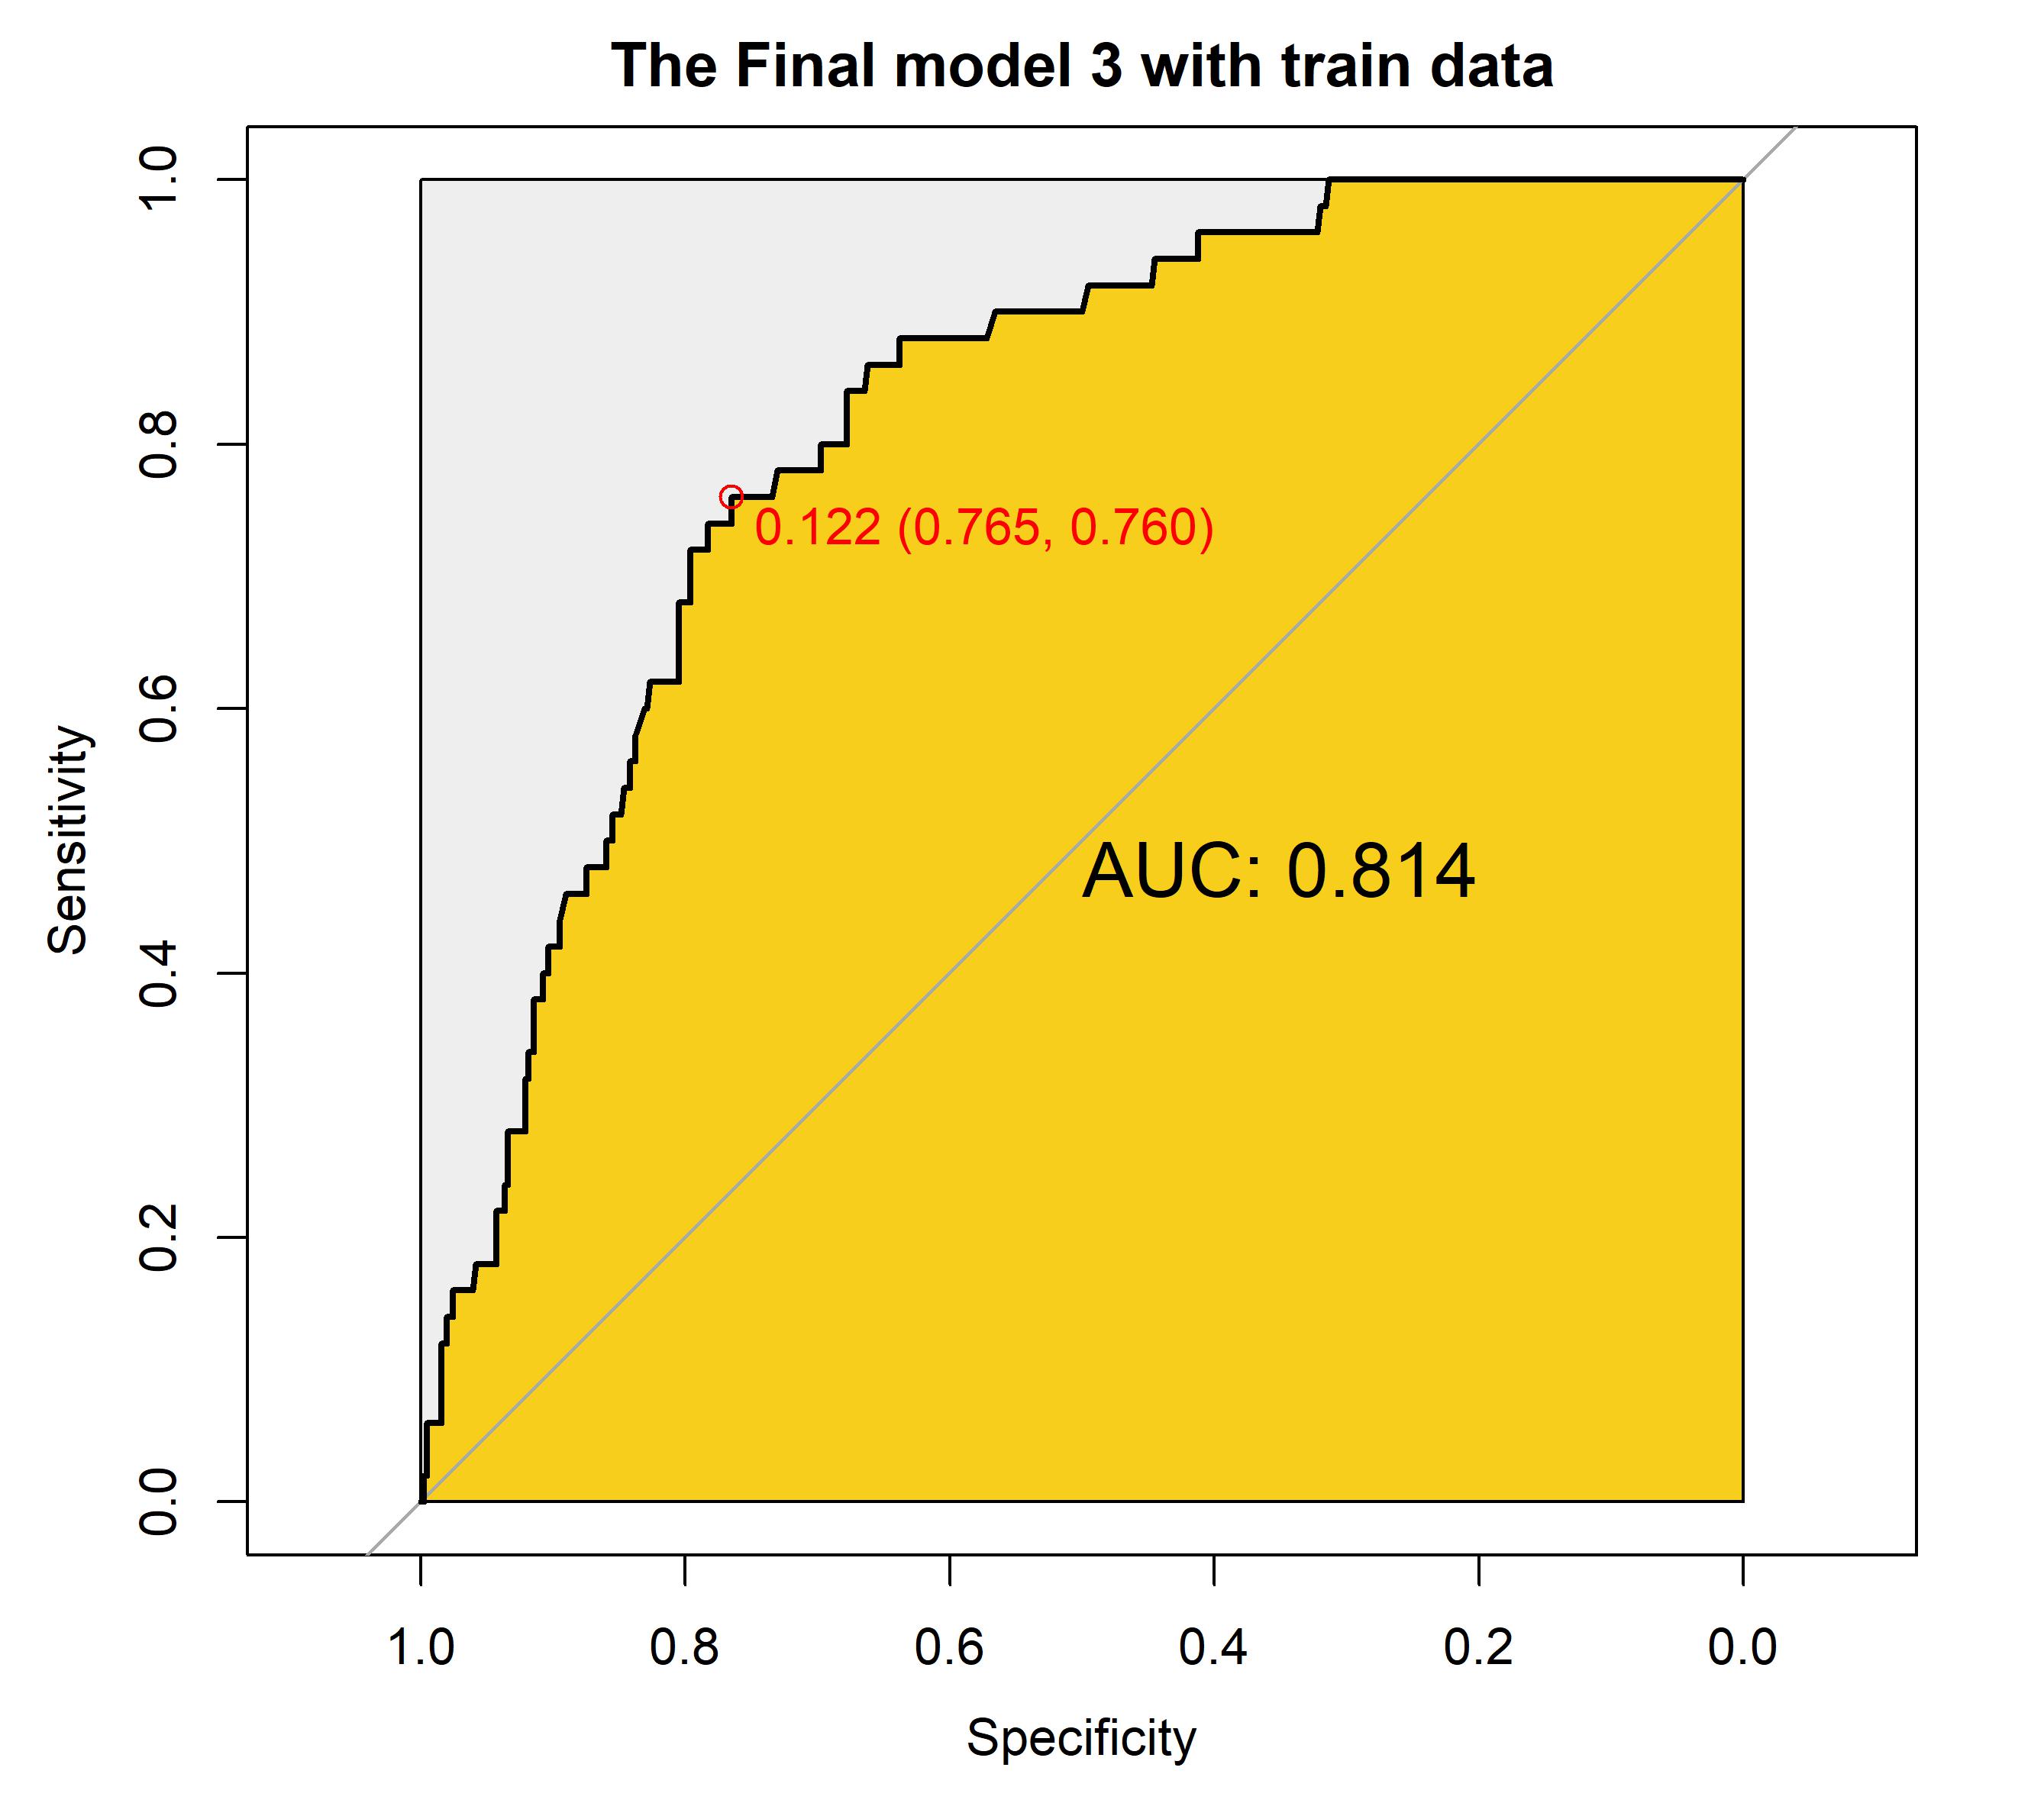 The Final model 3 with train data
1.0
0.8
0.6
0.4
0.2
0.0
Sensitivity
0.122 (0.765, 0.760)
AUC: 0.814
1.0 0.8 0.6 0.4 0.2 0.0
Specificity